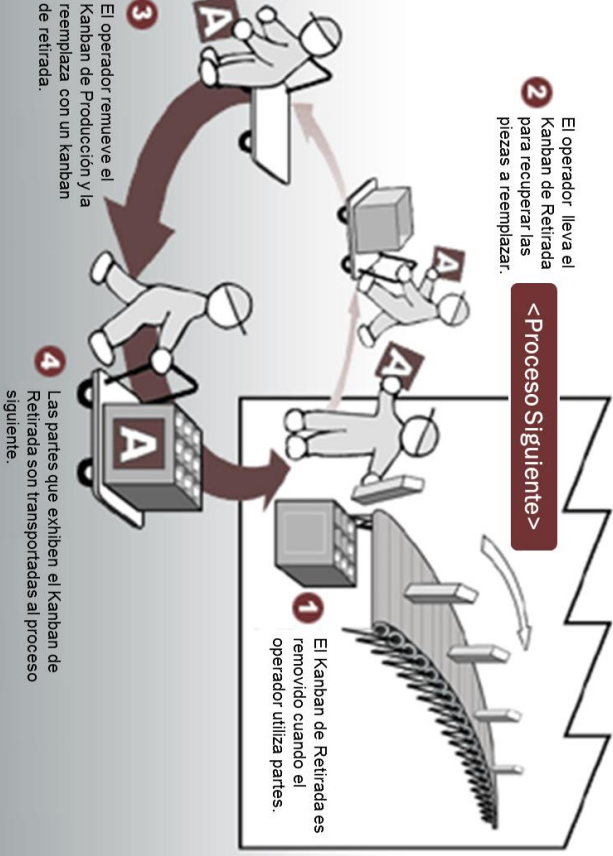 <Proceso Siguiente>
1
El Kanban de Retirada es
removido cuando el
operador utiliza partes.
2
El operador lleva el
Kanban de Retirada
para recuperar las
piezas a reemplazar.
3
El operador remueve el
Kanban de Producción y la
reemplaza con un kanban
de retirada.
4
Las partes que exhiben el Kanban de
Retirada son transportadas al proceso
siguiente.
A
A
A
A